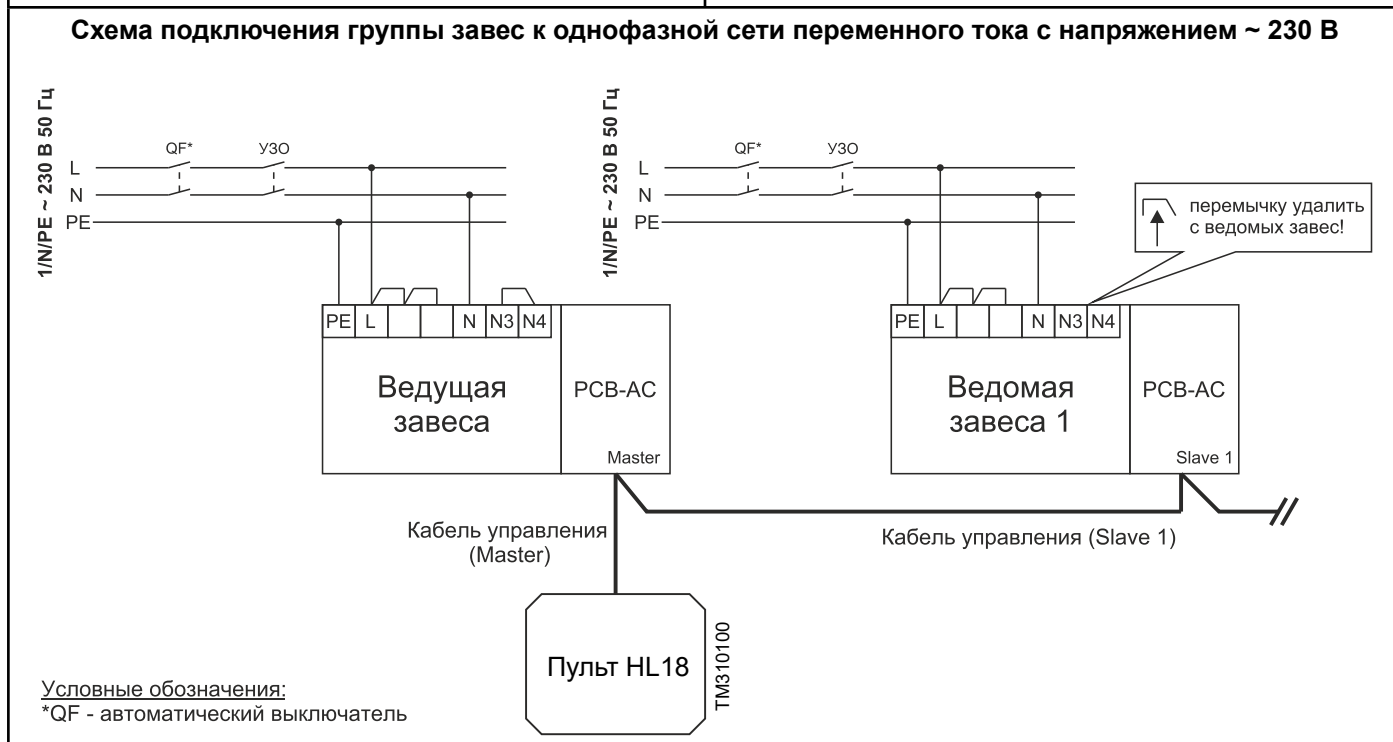 Схема подключения группы завес к однофазной сети переменного тока с напряжением ~ 230 В
1/N/PE ~ 230 В 50 Гц
QF*
УЗО
L
N
PE
PE L N N3 N4
Ведущая
завеса
PCB-AC
Master
1/N/PE ~ 230 В 50 Гц
QF*
УЗО
L
N
PE
перемычку удалить
с ведомых завес!
PE L N N3 N4
Ведомая
завеса 1
PCB-AC
Slave 1
Кабель управления
(Master)
Кабель управления (Slave 1)
Пульт HL18
TM310100
Условные обозначения:
*QF - автоматический выключатель